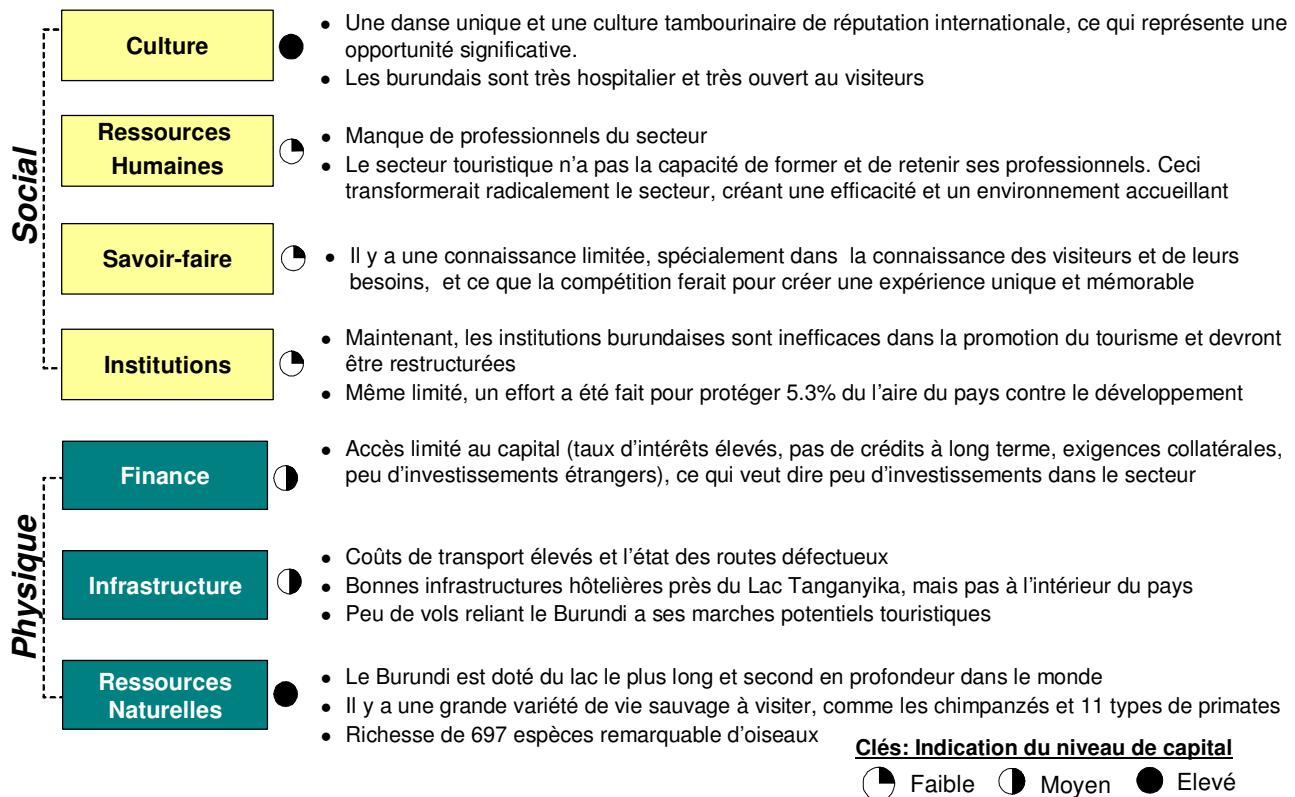 Social
Culture
• Une danse unique et une culture tambourinaire de réputation internationale, ce qui représente une
opportunité significative.
• Les burundais sont très hospitalier et très ouvert au visiteurs
Ressources
Humaines
• Manque de professionnels du secteur
• Le secteur touristique n'a pas la capacité de former et de retenir ses professionnels. Ceci
transformerait radicalement le secteur, créant une efficacité et un environnement accueillant
Savoir-faire
• Il y a une connaissance limitée, spécialement dans la connaissance des visiteurs et de leurs
besoins, et ce que la compétition ferait pour créer une expérience unique et mémorable
Institutions
• Maintenant, les institutions burundaises sont inefficaces dans la promotion du tourisme et devront
être restructurées
• Même limité, un effort a été fait pour protéger 5.3% du l'aire du pays contre le développement
Physique
Finance
• Accès limité au capital (taux d'intérêts élevés, pas de crédits à long terme, exigences collatérales,
peu d'investissements étrangers), ce qui veut dire peu d'investissements dans le secteur
Infrastructure
• Coûts de transport élevés et l'état des routes défectueux
• Bonnes infrastructures hôtelières près du Lac Tanganyika, mais pas à l'intérieur du pays
• Peu de vols reliant le Burundi a ses marches potentiels touristiques
Ressources
Naturelles
• Le Burundi est doté du lac le plus long et second en profondeur dans le monde
• Il y a une grande variété de vie sauvage à visiter, comme les chimpanzés et 11 types de primates
• Richesse de 697 espèces remarquable d'oiseaux
Clés: Indication du niveau de capital
Faible Moyen Elevé